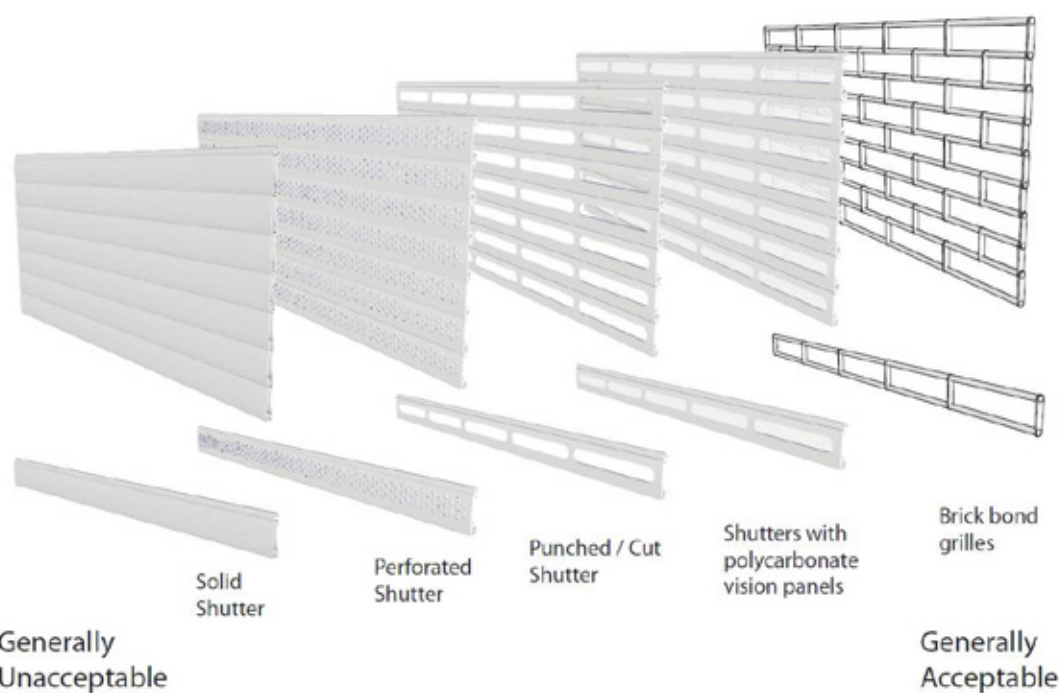 Solid
Shutter
Perforated
Shutter
Punched / Cut
Shutter
Shutters with
polycarbonate
vision panels
Brick bond
grilles
Generally
Unacceptable
Generally
Acceptable